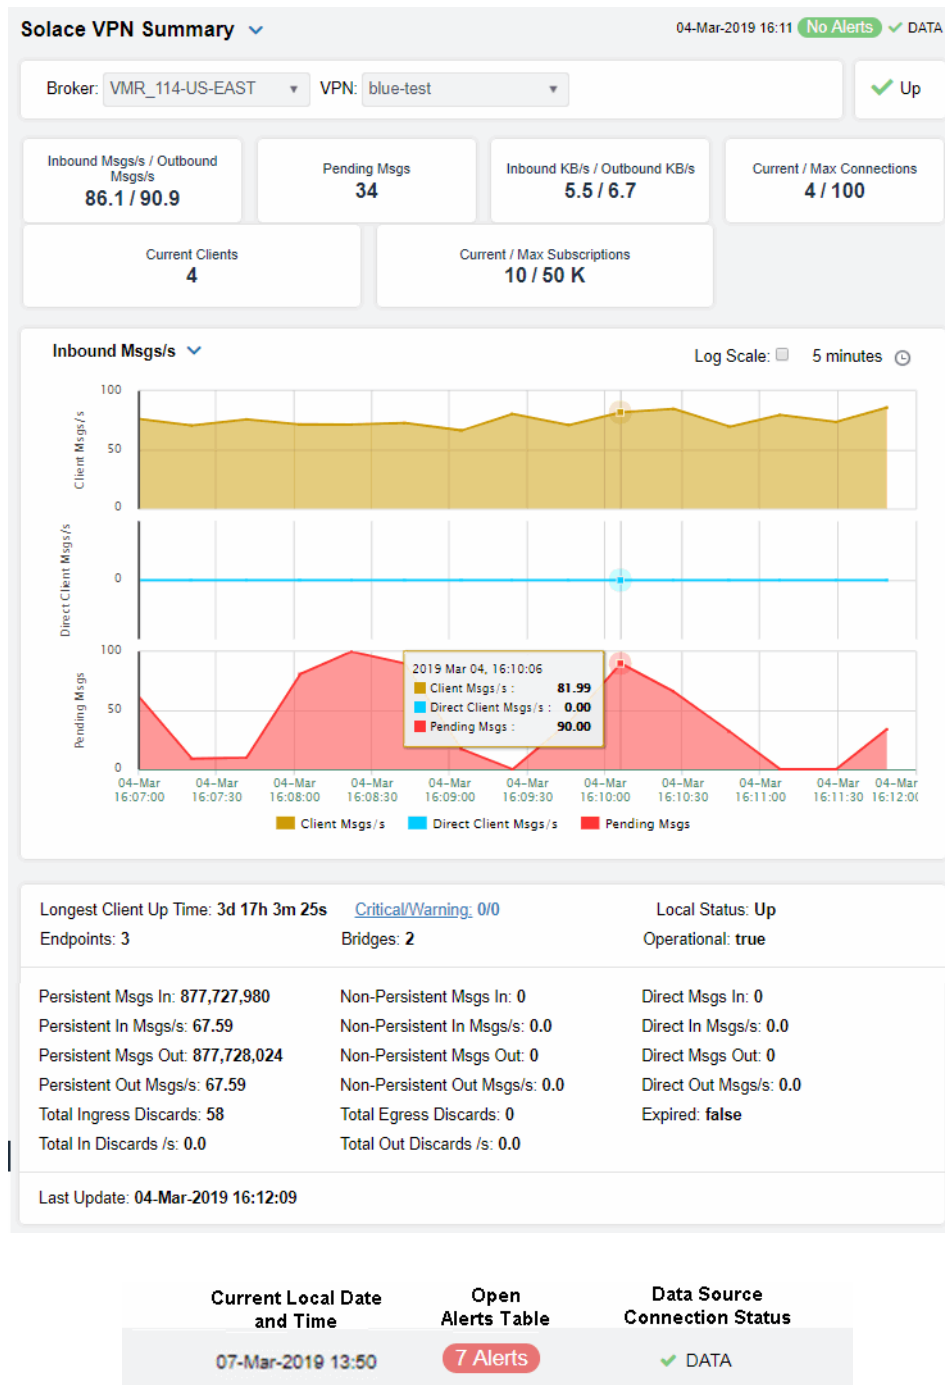 Solace VPN Summary
04-Mar-2019 16:11 No Alerts DATA
Broker: VMR_114-US-EAST VPN: blue-test
Up
Inbound Msgs/s / Outbound
Msgs/s
86.1 / 90.9
Pending Msgs
34
Inbound KB/s / Outbound KB/s
5.5 / 6.7
Current / Max Connections
4 / 100
Current Clients
4
Current / Max Subscriptions
10 / 50 K
Inbound Msgs/s
Log Scale: 5 minutes
Client Msgs/s
100
50
0
Direct Client Msgs/s
0
Pending Msgs
100
50
0
2019 Mar 04, 16:10:06
Client Msgs/s : 81.99
Direct Client Msgs/s : 0.00
Pending Msgs : 90.00
04-Mar 04-Mar 04-Mar 04-Mar 04-Mar 04-Mar 04-Mar 04-Mar 04-Mar 04-Mar 04-Mar
16:07:00 16:07:30 16:08:00 16:08:30 16:09:00 16:09:30 16:10:00 16:10:30 16:11:00 16:11:30 16:12:0
Client Msgs/s Direct Client Msgs/s Pending Msgs
Longest Client Up Time: 3d 17h 3m 25s Critical/Warning: 0/0 Local Status: Up
Endpoints: 3 Bridges: 2 Operational: true
Persistent Msgs In: 877,727,980 Non-Persistent Msgs In: 0 Direct Msgs In: 0
Persistent In Msgs/s: 67.59 Non-Persistent In Msgs/s: 0.0 Direct In Msgs/s: 0.0
Persistent Msgs Out: 877,728,024 Non-Persistent Msgs Out: 0 Direct Msgs Out: 0
Persistent Out Msgs/s: 67.59 Non-Persistent Out Msgs/s: 0.0 Direct Out Msgs/s: 0.0
Total Ingress Discards: 58 Total Egress Discards: 0 Expired: false
Total In Discards /s: 0.0 Total Out Discards /s: 0.0
Last Update: 04-Mar-2019 16:12:09
Current Local Date
and Time
Open
Alerts Table
Data Source
Connection Status
07-Mar-2019 13:50 7 Alerts DATA